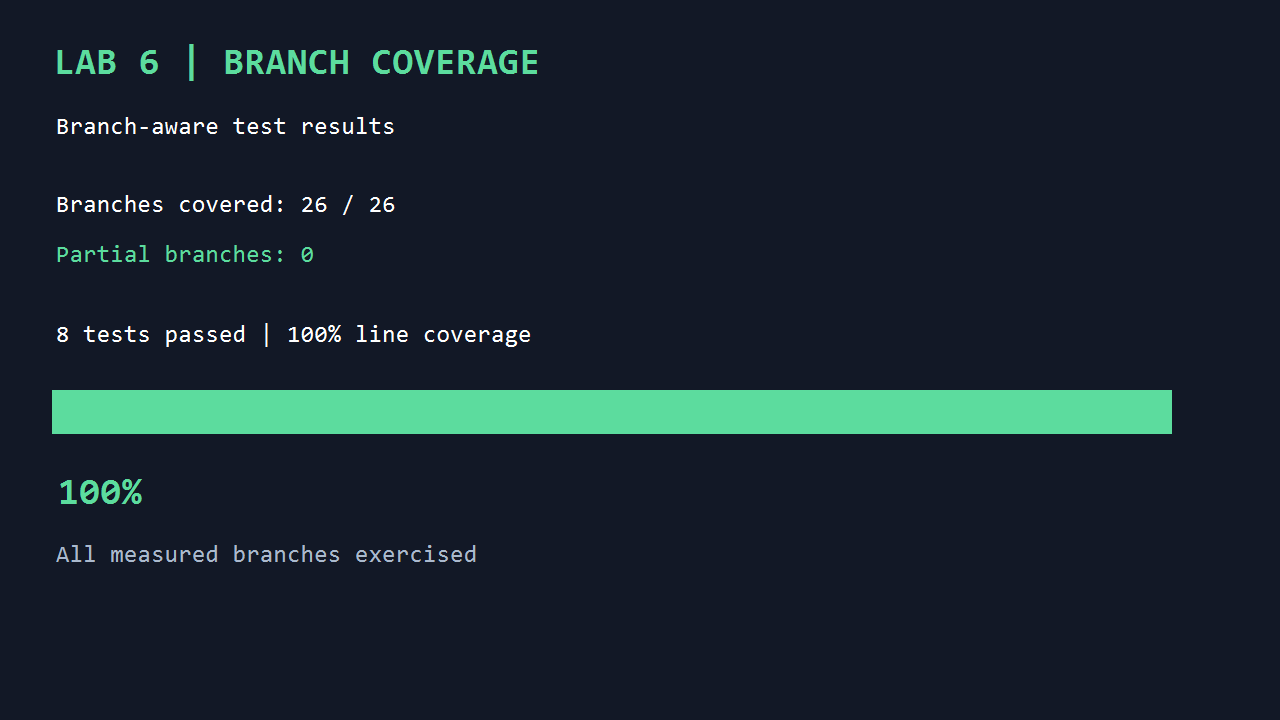 LAB 6 | BRANCH COVERAGE
Branch-aware test results
Branches covered: 26 / 26
Partial branches: 0
8 tests passed | 100% line coverage
100%
All measured branches exercised